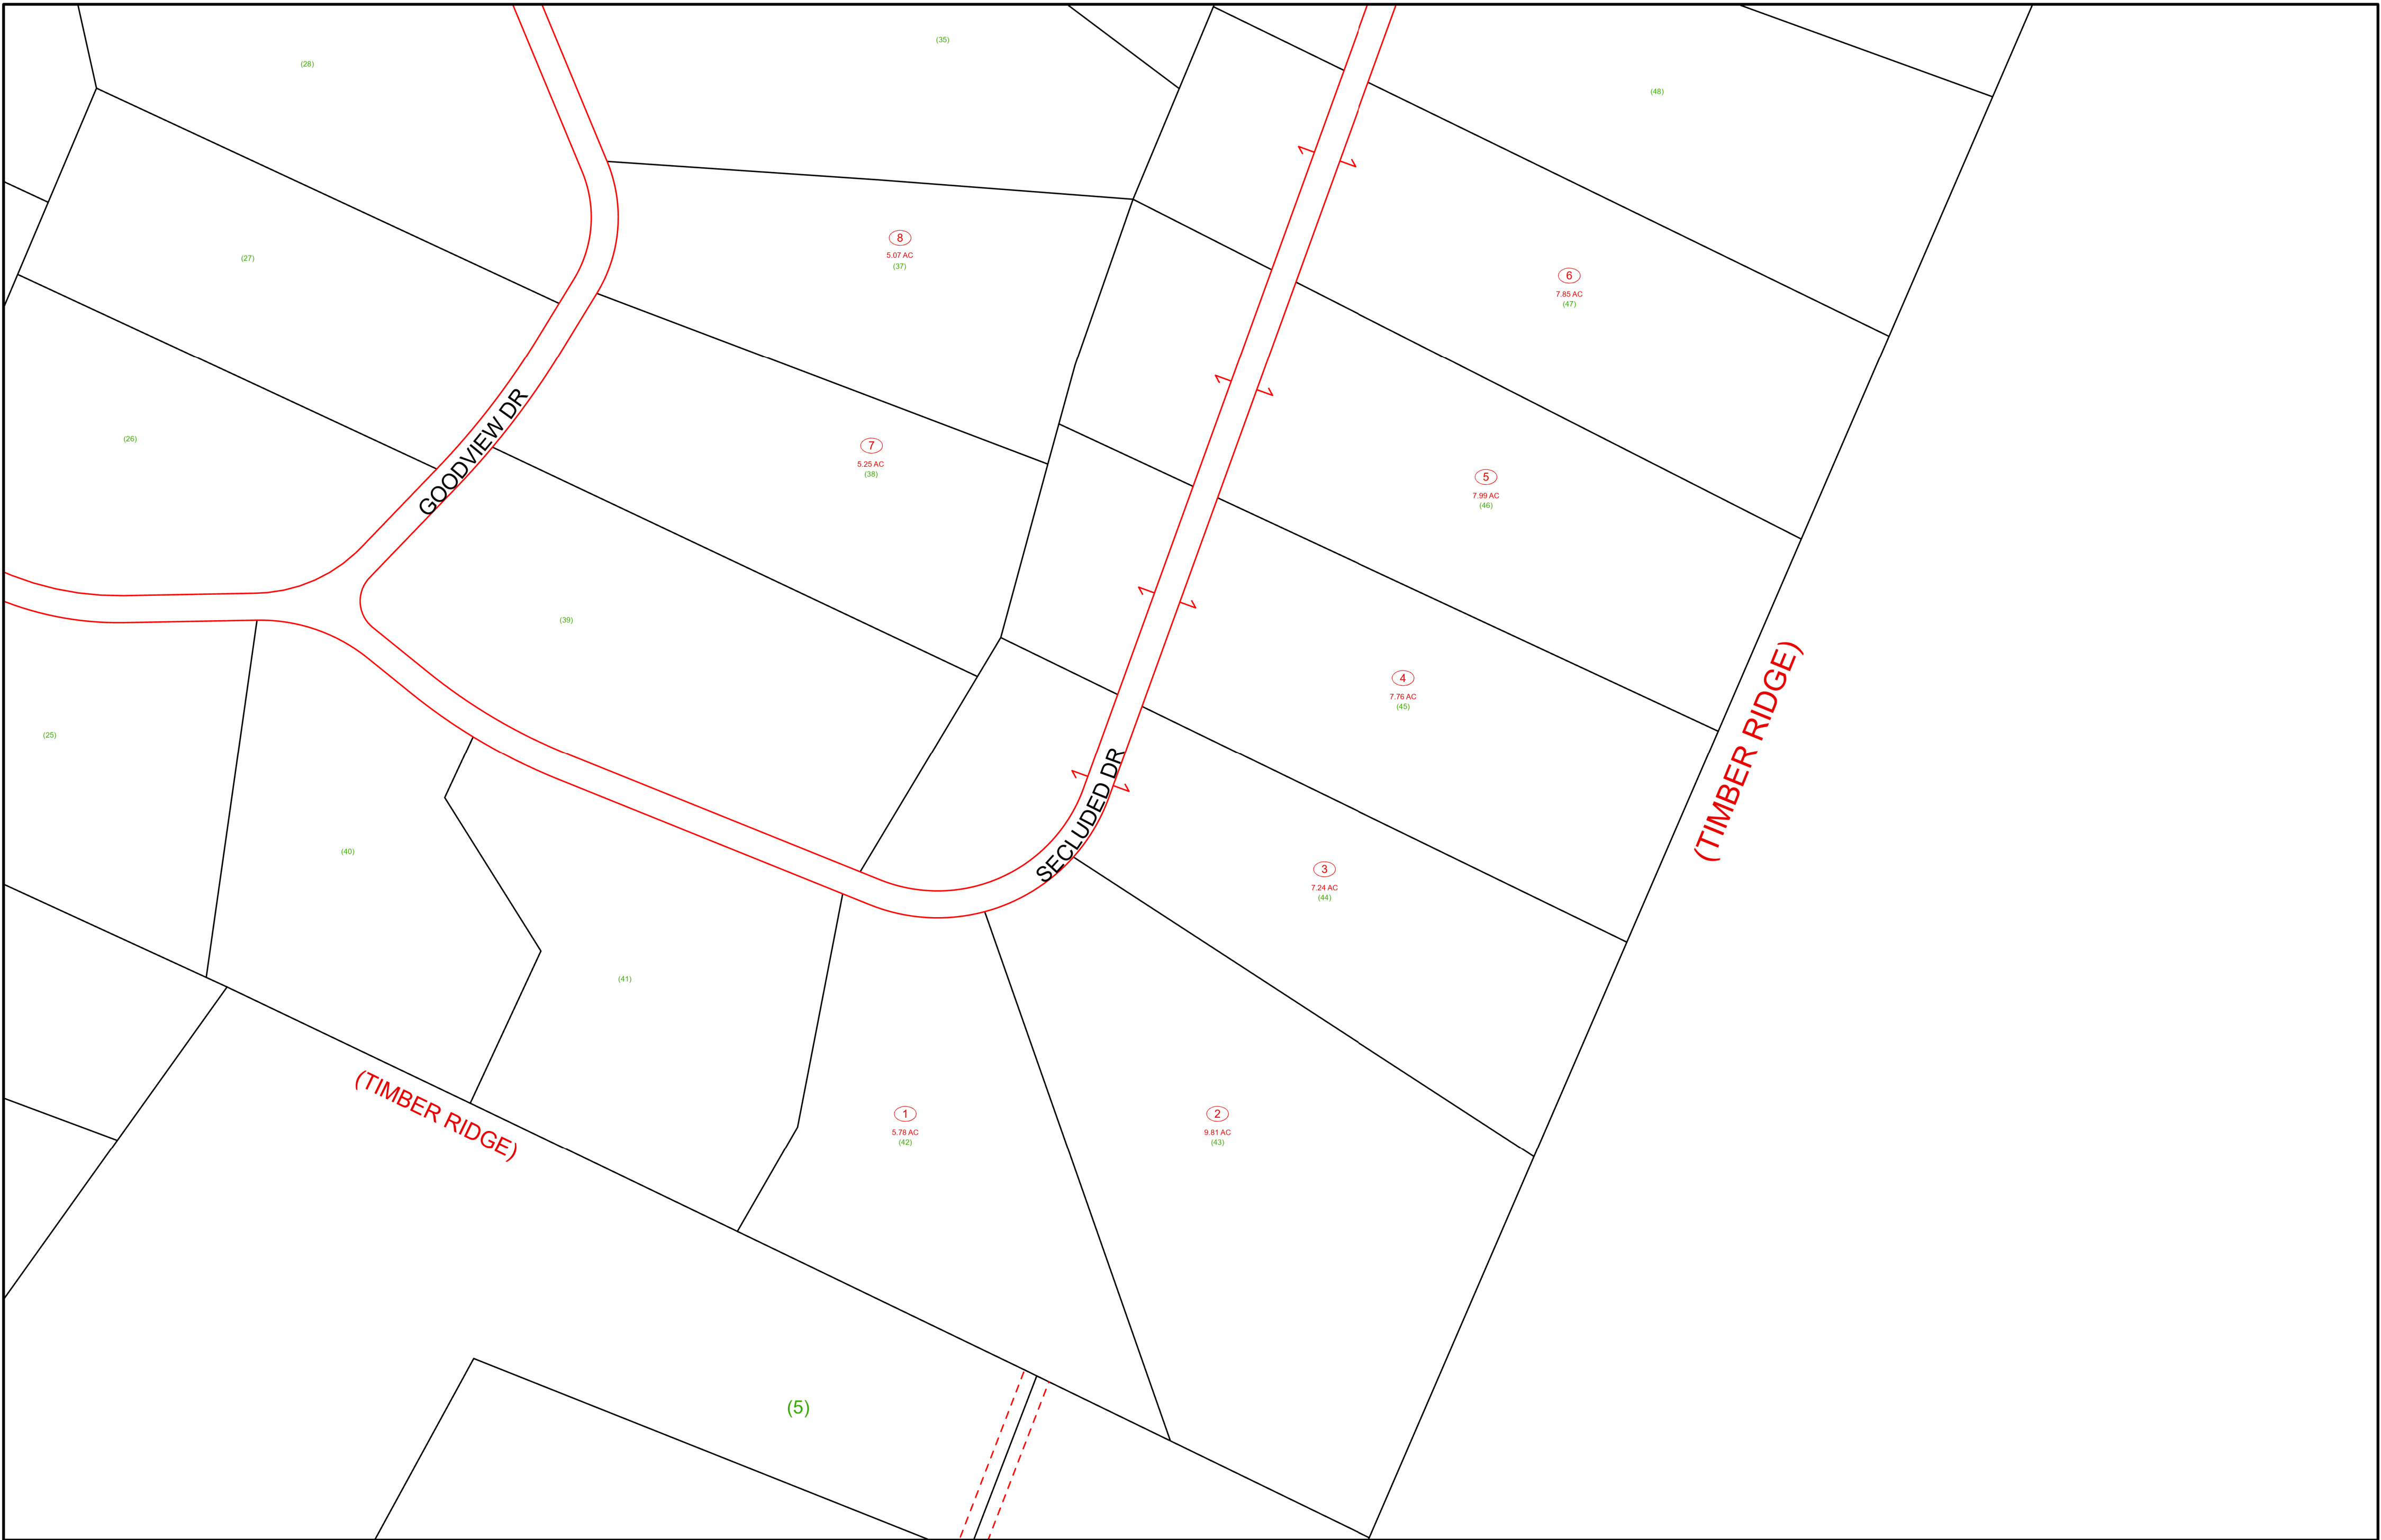 (35)
(28)
(48)
8
5.07 AC
(37)
(27)
6
7.85 AC
(47)
GOODVIEW DR
(26)
7
5.25 AC
(38)
5
7.99 AC
(46)
(39)
4
7.76 AC
(45)
(TIMBER RIDGE)
(25)
SECLUDED DR
(40)
3
7.24 AC
(44)
(41)
(TIMBER RIDGE)
1
5.78 AC
(42)
2
9.81 AC
(43)
(5)